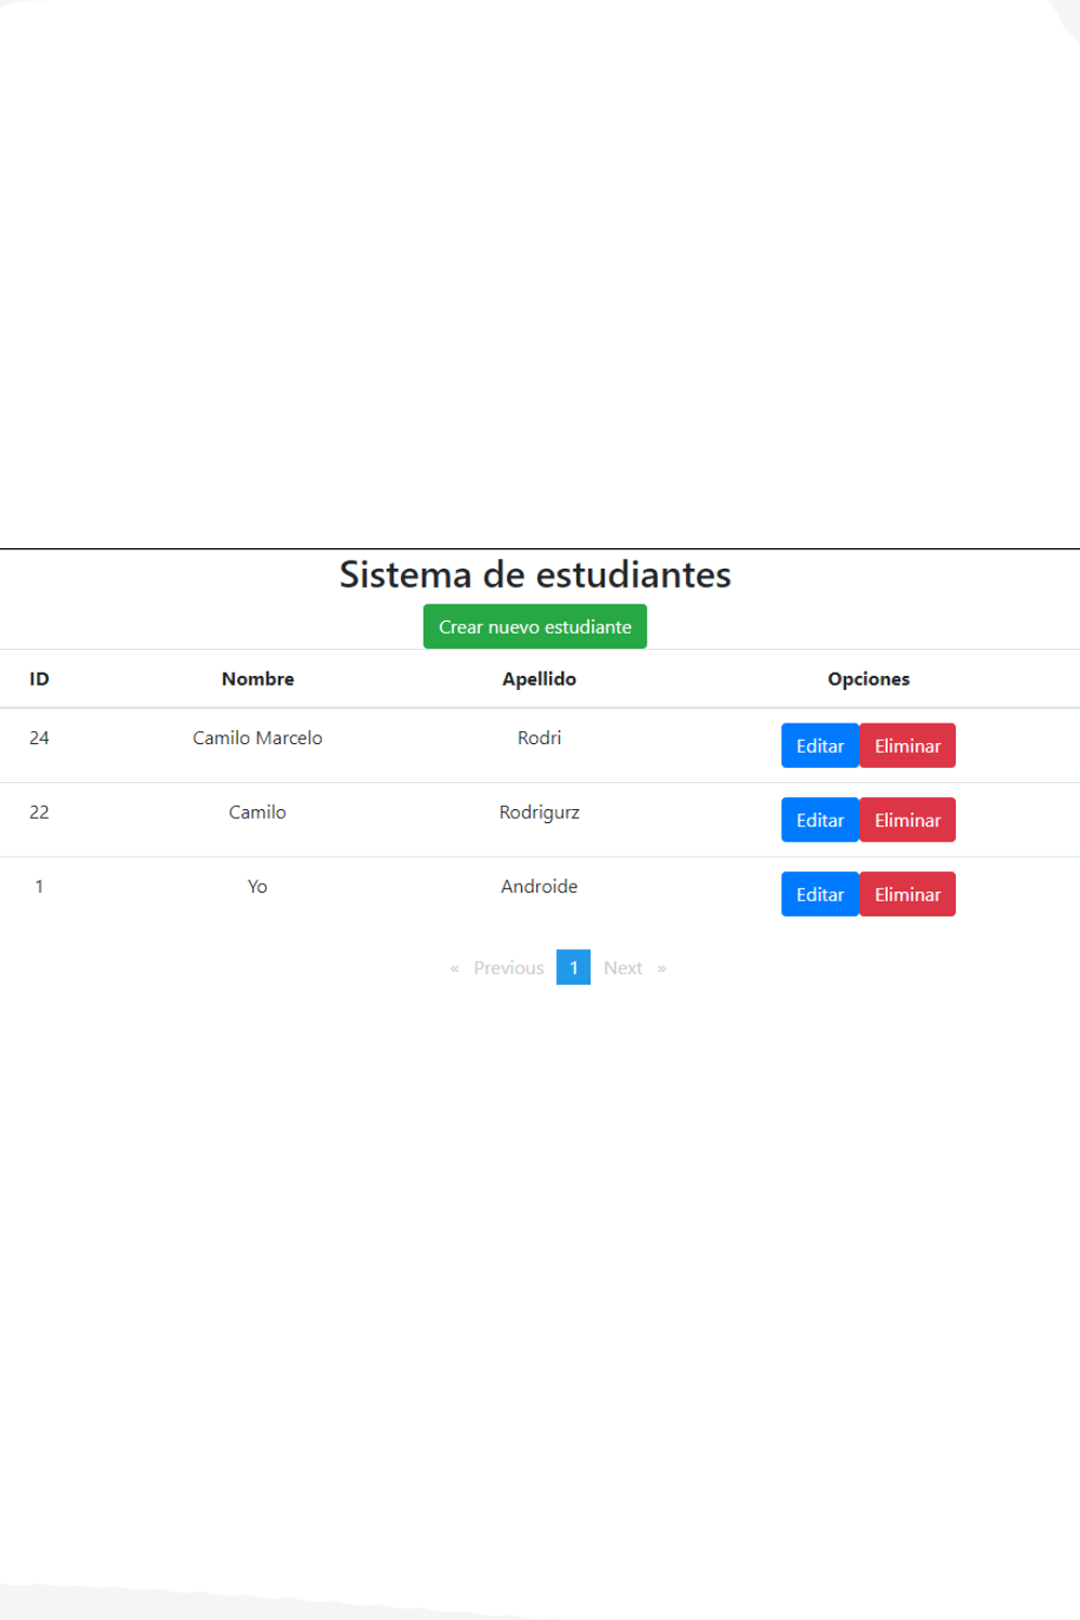 Sistema de estudiantes
Crear nuevo estudiante
ID Nombre Apellido Opciones
24 Camilo Marcelo Rodri Editar Eliminar
22 Camilo Rodrigurz Editar Eliminar
1 Yo Androide Editar Eliminar
« Previous 1 Next »